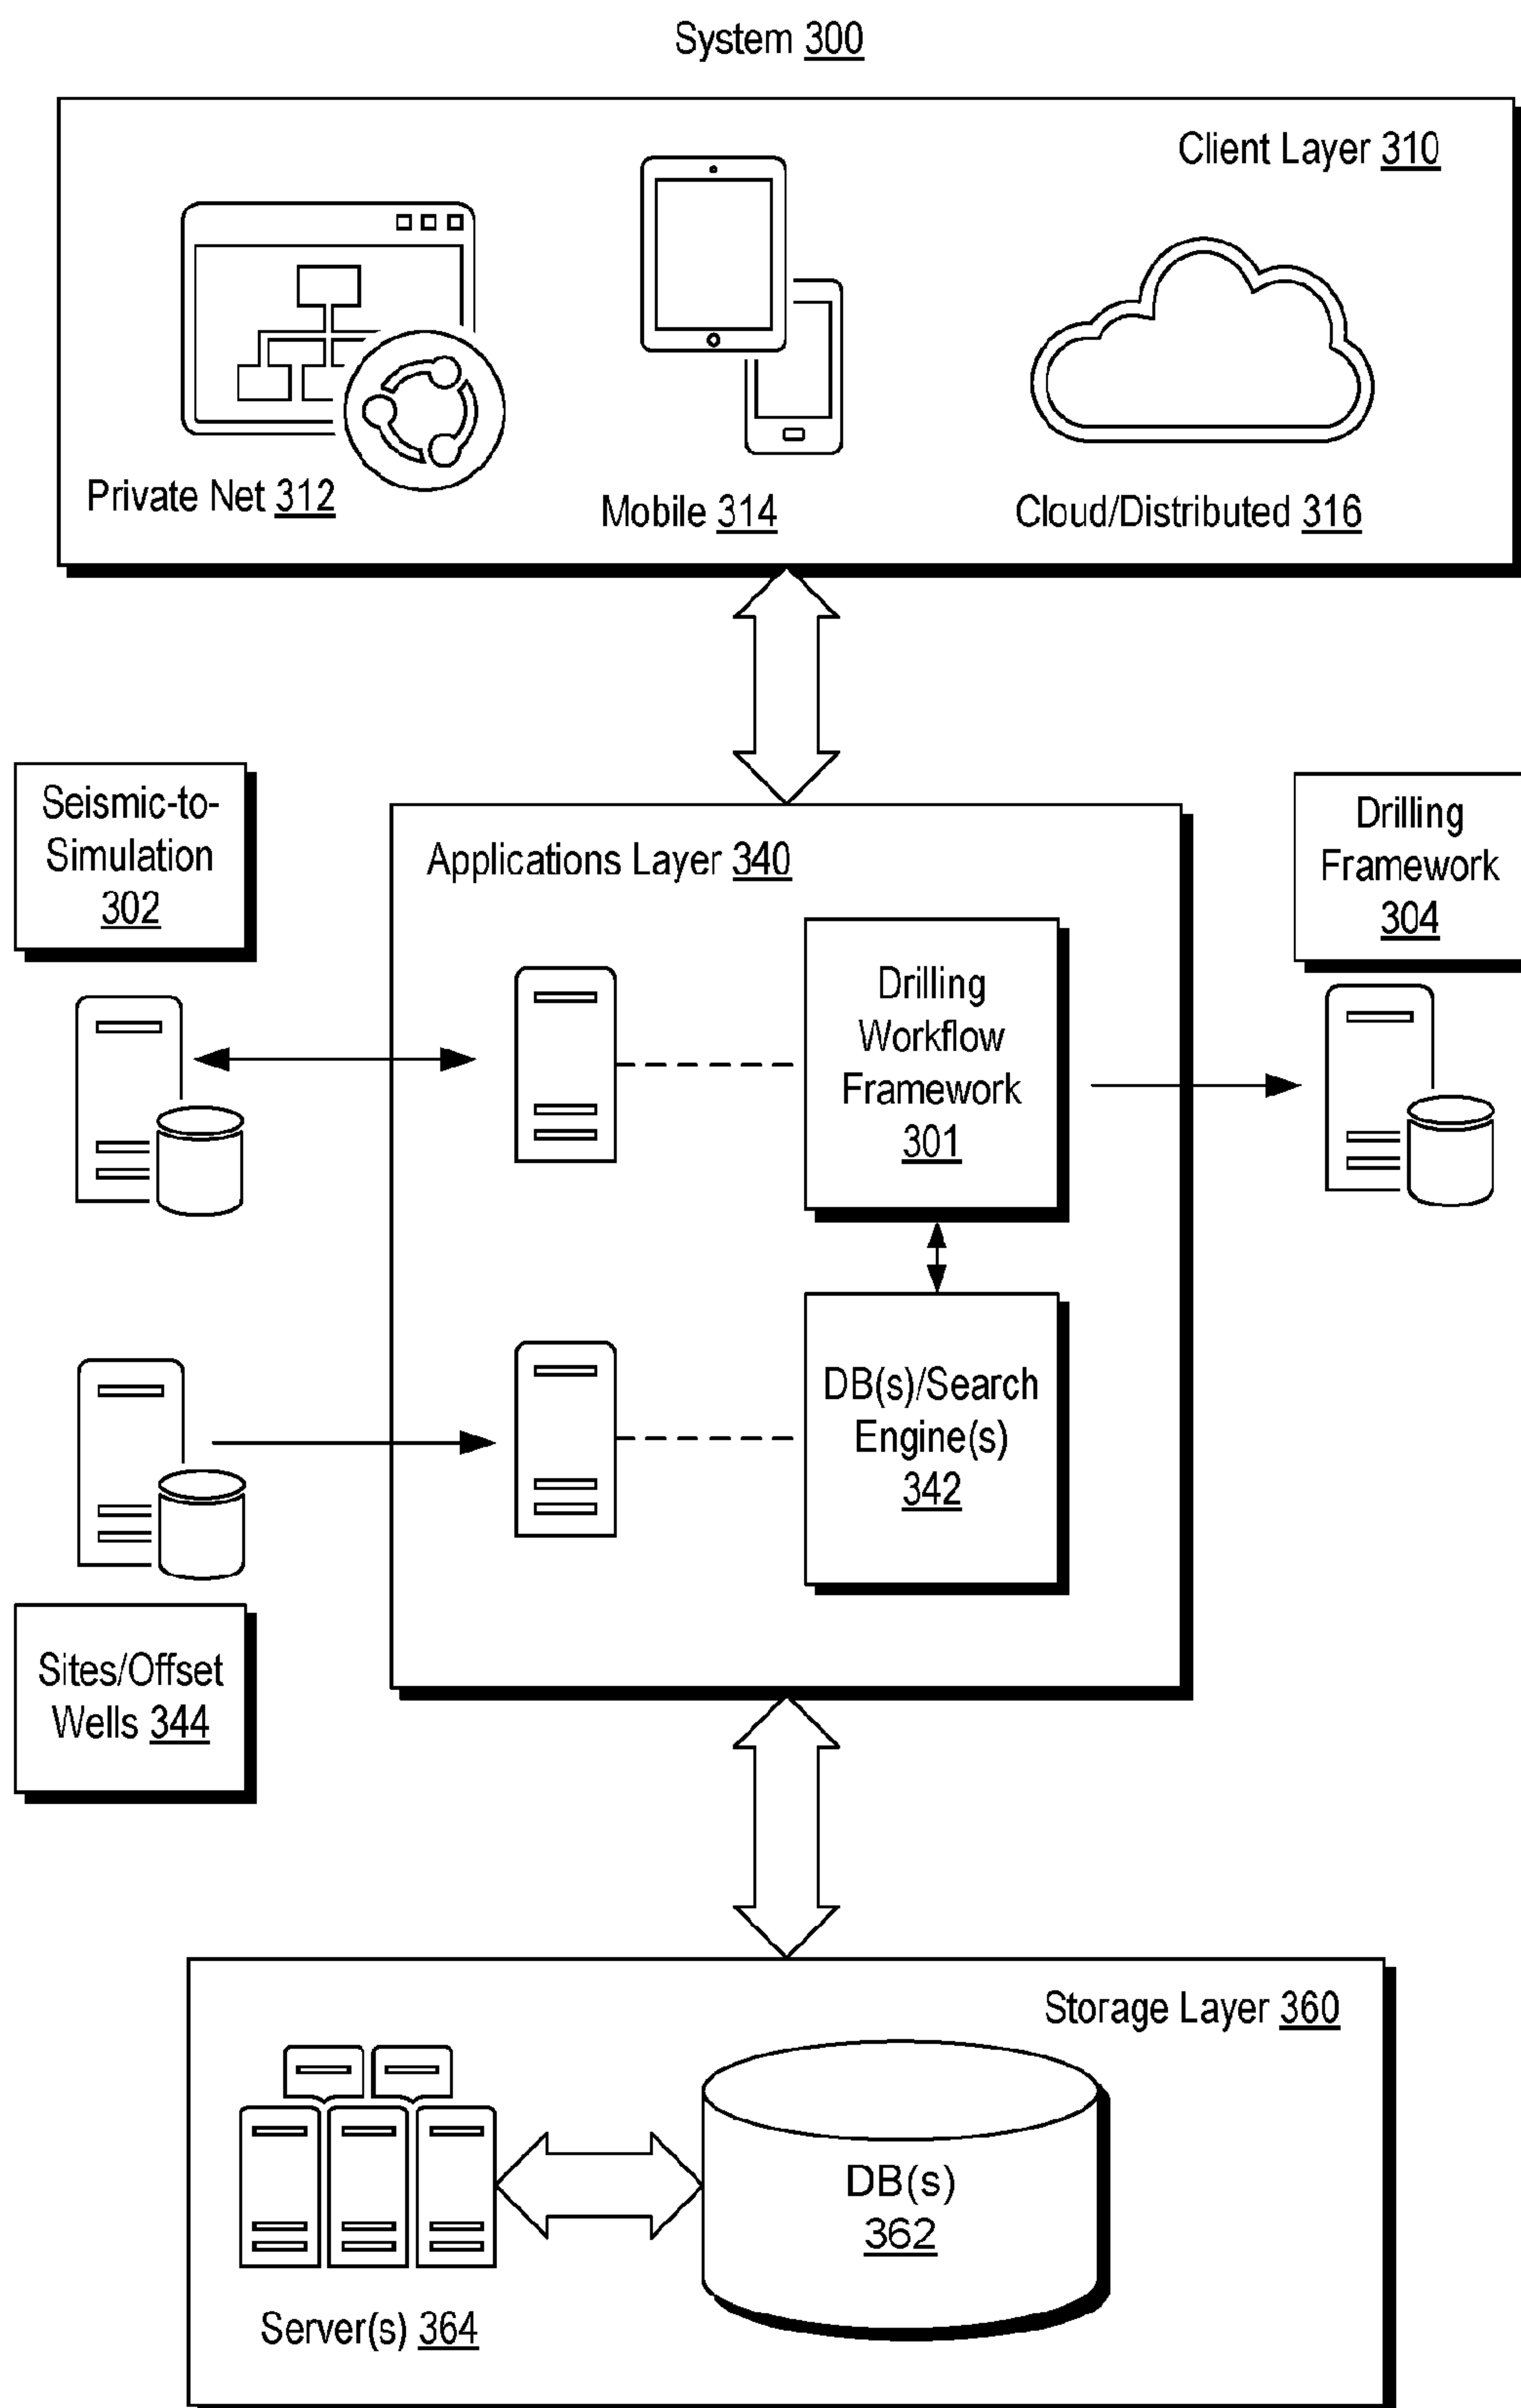 System 300
Client Layer 310
Private Net 312
Mobile 314
Cloud/Distributed 316
Seismic-to-
Simulation
302
Applications Layer 340
Drilling
Framework
304
Drilling
Workflow
Framework
301
DB(s)/Search
Engine(s)
342
Sites/Offset
Wells 344
Storage Layer 360
DB(s)
362
Server(s) 364